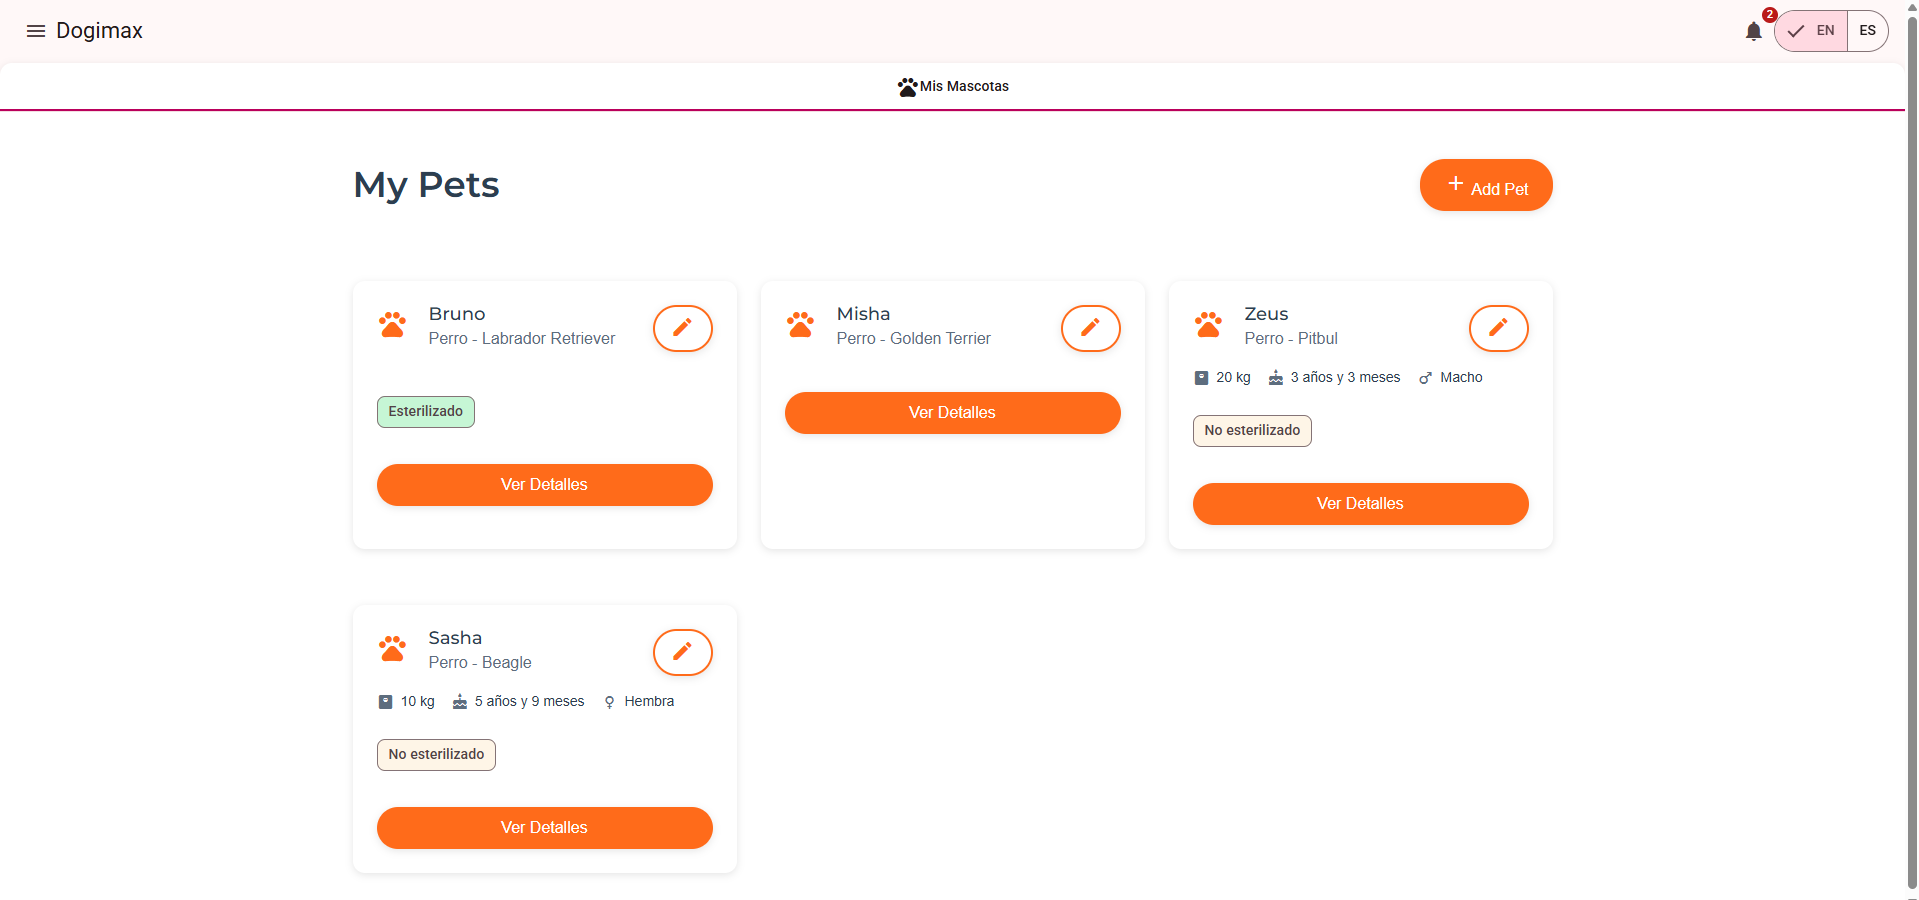 Dogimax
2
EN
ES
Mis Mascotas
My Pets
+ Add Pet
Bruno
Perro - Labrador Retriever
Esterilizado
Ver Detalles
Misha
Perro - Golden Terrier
Ver Detalles
Zeus
Perro - Pitbul
20 kg 3 años y 3 meses Macho
No esterilizado
Ver Detalles
Sasha
Perro - Beagle
10 kg 5 años y 9 meses Hembra
No esterilizado
Ver Detalles